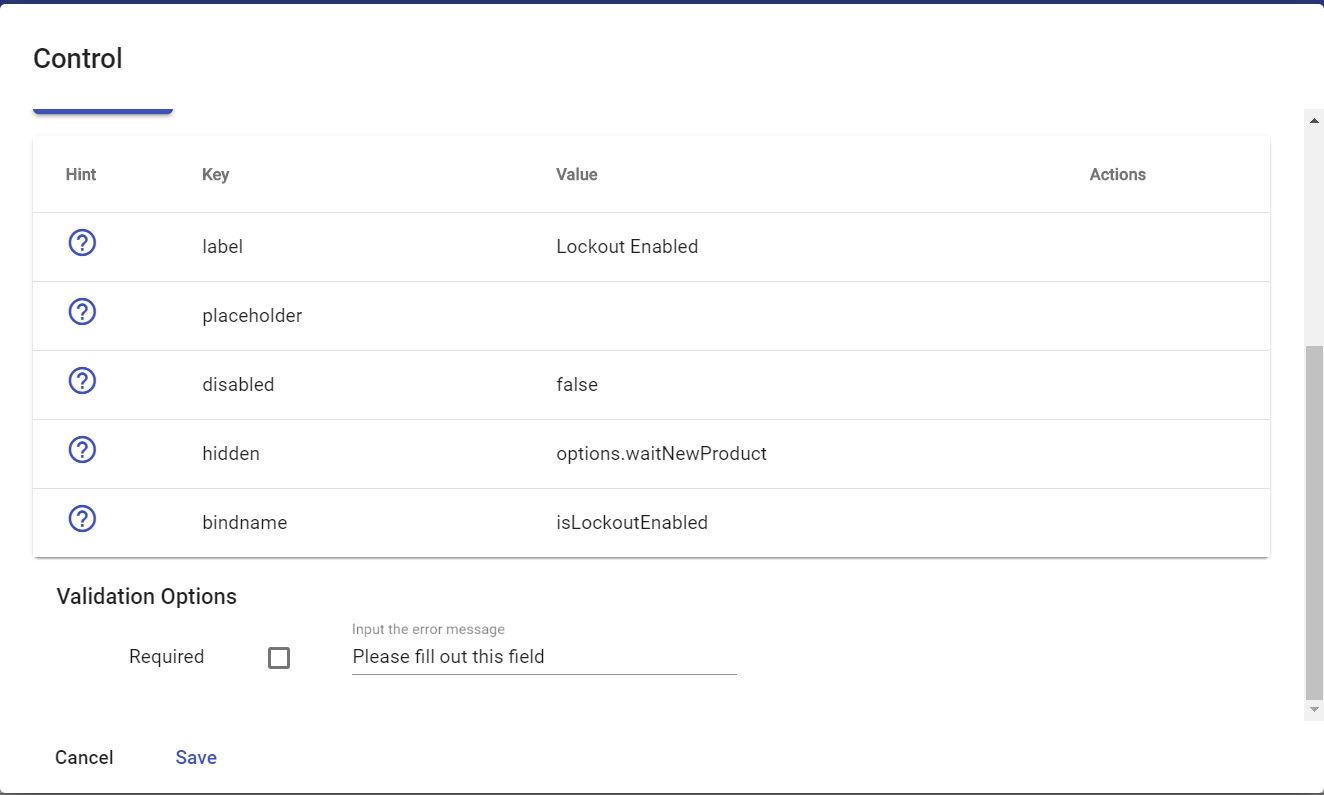 Control
Hint Key Value Actions
label Lockout Enabled
placeholder
disabled false
hidden options.waitNewProduct
bindname isLockoutEnabled
Validation Options
Input the error message
Required Please fill out this field
Cancel Save